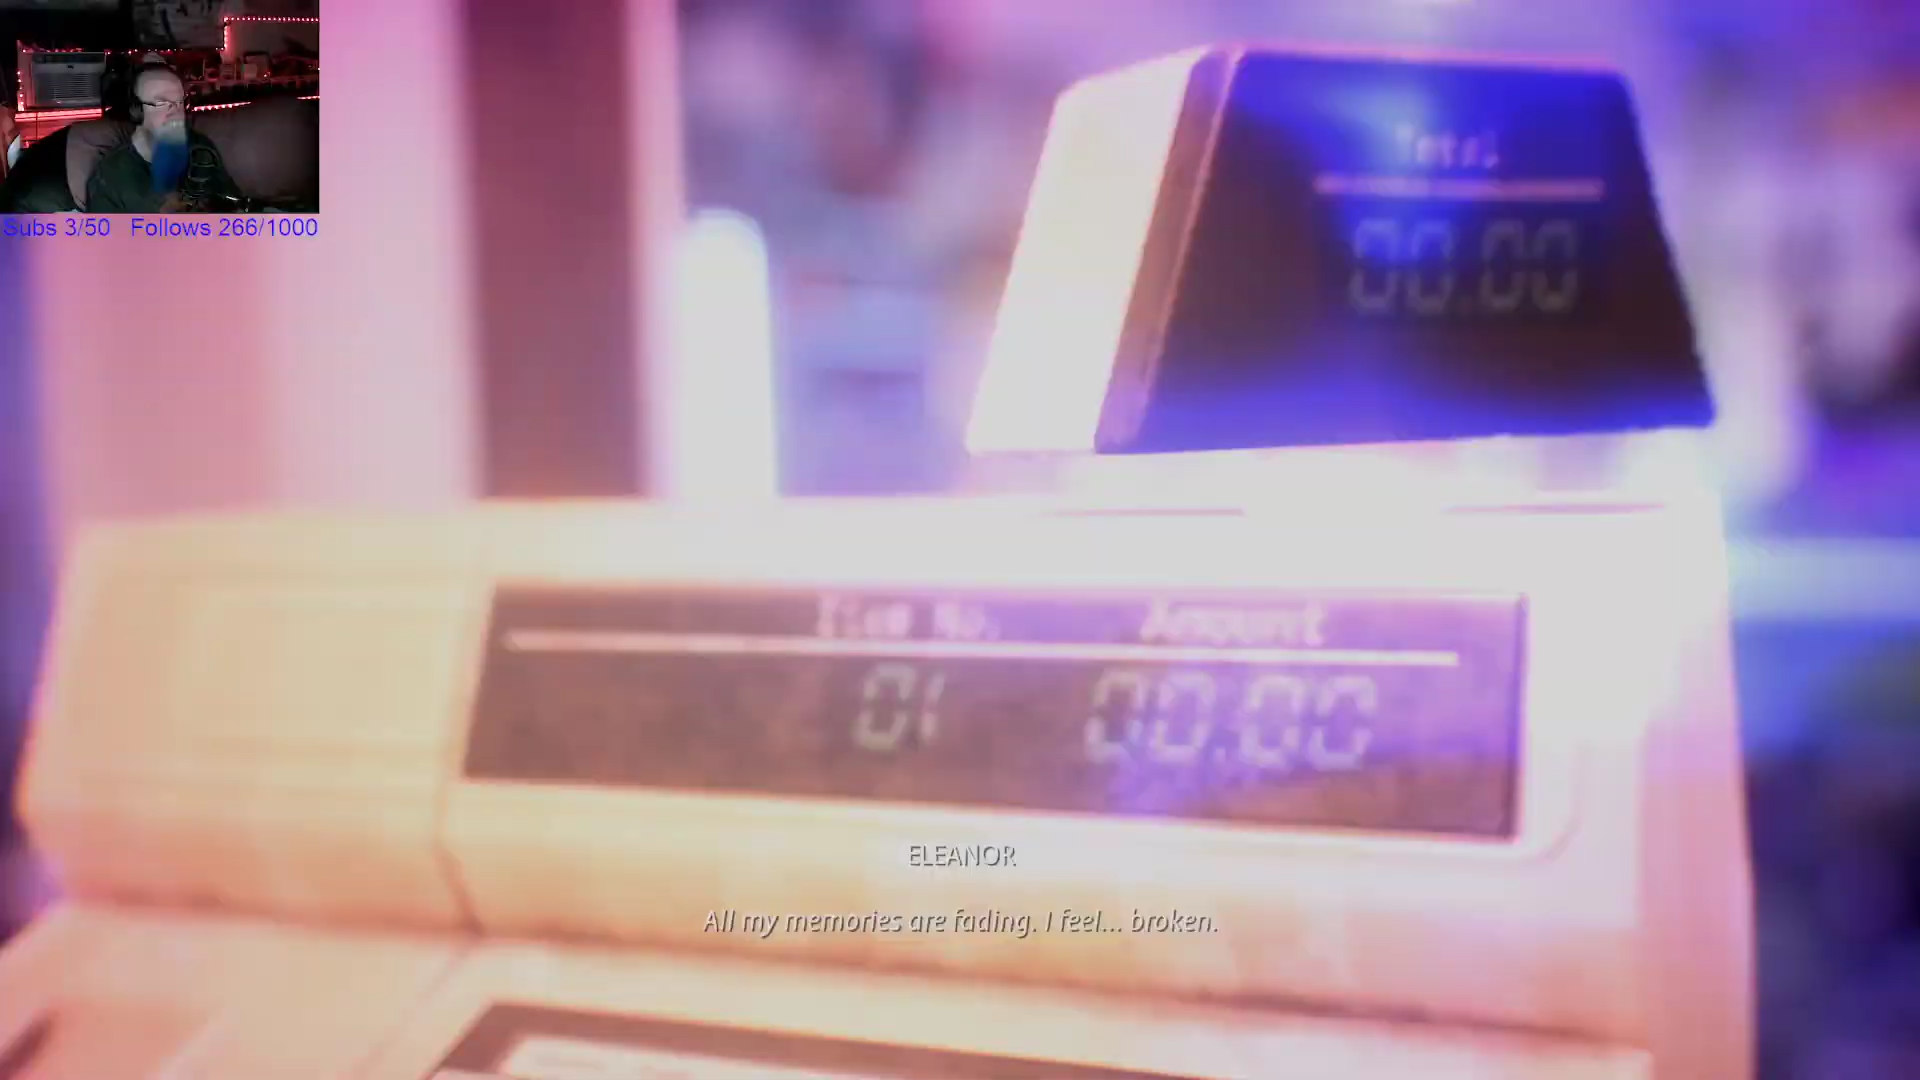 Subs 3/50 Follows 266/1000
Total
00.00
Item No. Amount
01 00.00
ELEANOR
All my memories are fading. I feel... broken.